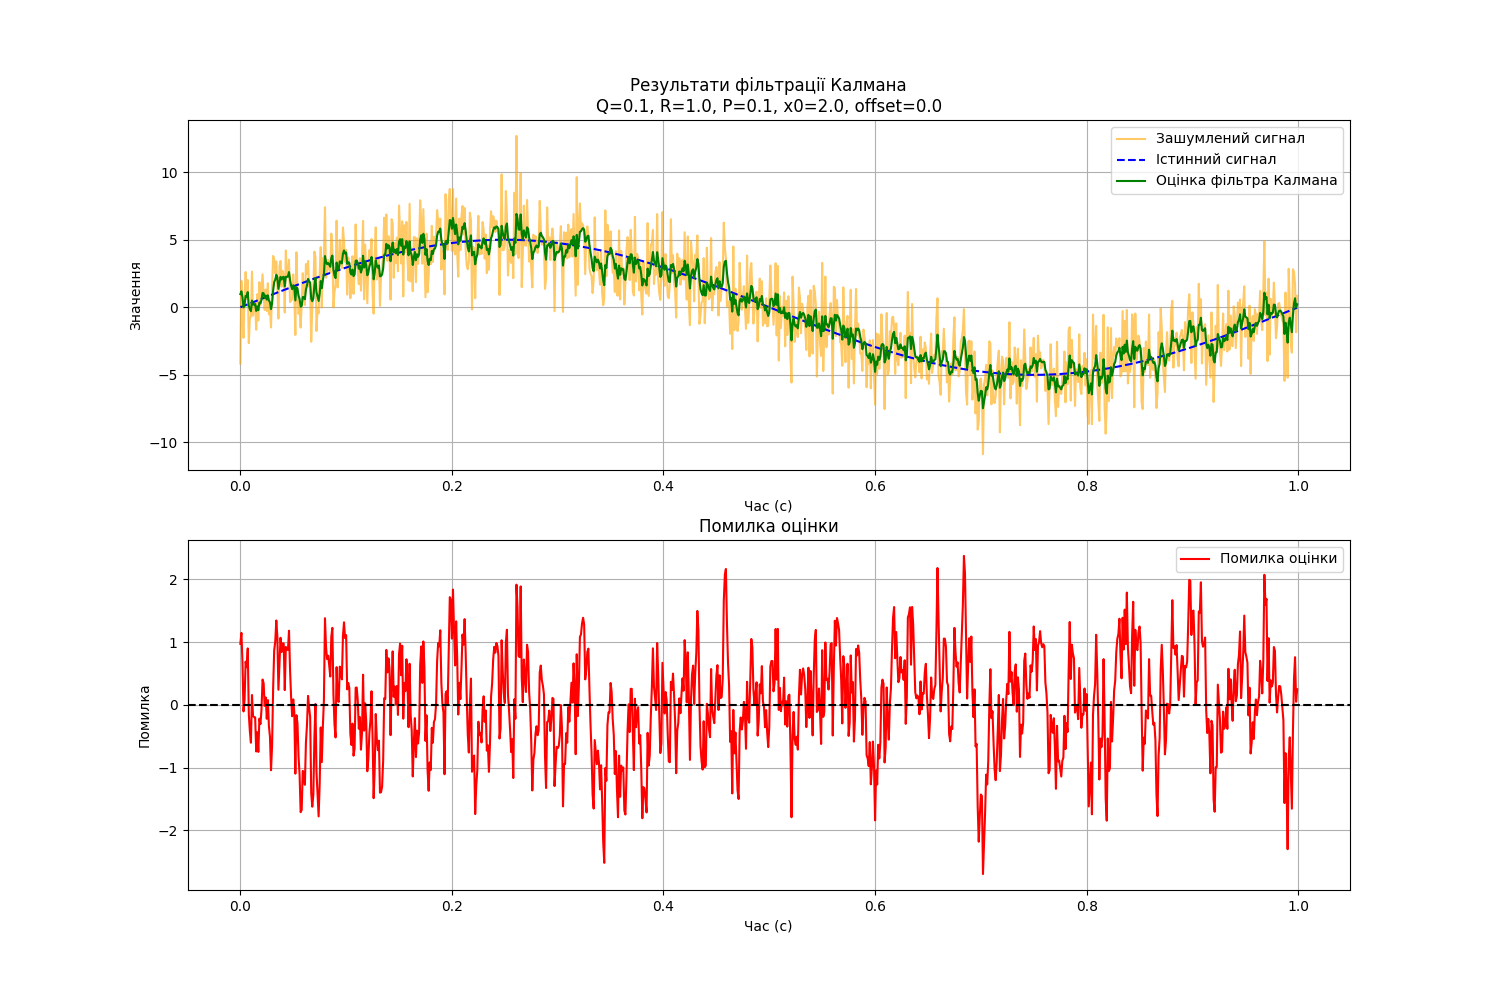 Результати фільтрації Калмана
Q=0.1, R=1.0, P=0.1, x0=2.0, offset=0.0
Зашумлений сигнал
Істинний сигнал
Оцінка фільтра Калмана
Значення
10
5
0
−5
−10
0.0 0.2 0.4 0.6 0.8 1.0
Час (с)
Помилка оцінки
Помилка оцінки
Помилка
2
1
0
−1
−2
0.0 0.2 0.4 0.6 0.8 1.0
Час (с)